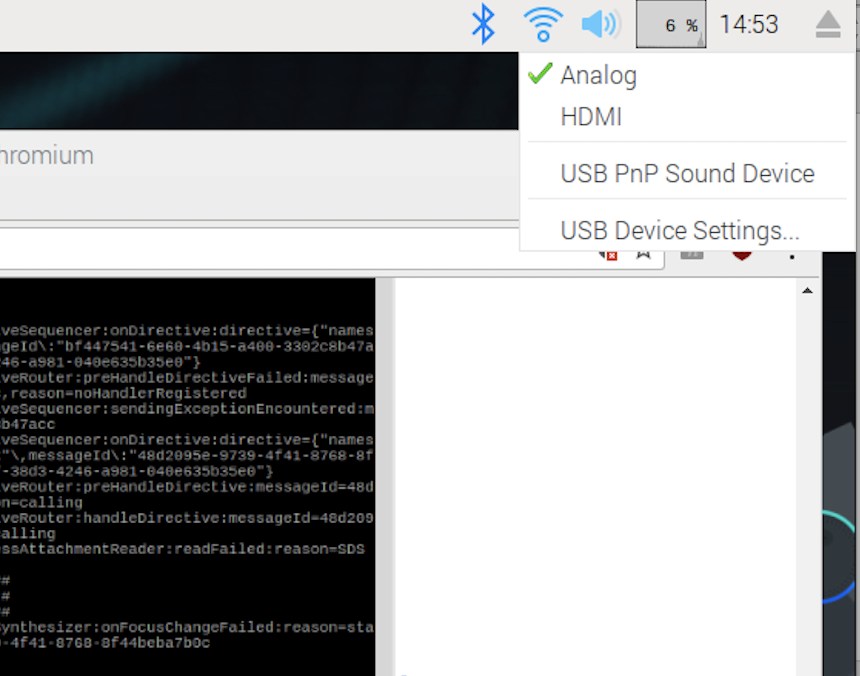 6 % 14:53
Analog
HDMI
USB PnP Sound Device
USB Device Settings...
hromium
veSequencer:onDirective:directive={"names
geId\:"bf447541-6e60-4b15-a400-3302c8b47a
246-a981-040e635b35e0"}
veRouter:preHandleDirectiveFailed:message
,reason=noHandlerRegistered
veSequencer:sendingExceptionEncountered:m
b47acc
veSequencer:onDirective:directive={"names
"\,messageId\:"48d2095e-9739-4f41-8768-8f
-38d3-4246-a981-040e635b35e0"}
veRouter:preHandleDirective:messageId=48d
on=calling
veRouter:handleDirective:messageId=48d209
alling
ssAttachmentReader:readFailed:reason=SDS
##
#
##
ynthesizer:onFocusChangeFailed:reason=sta
-4f41-8768-8f44beba7b0c